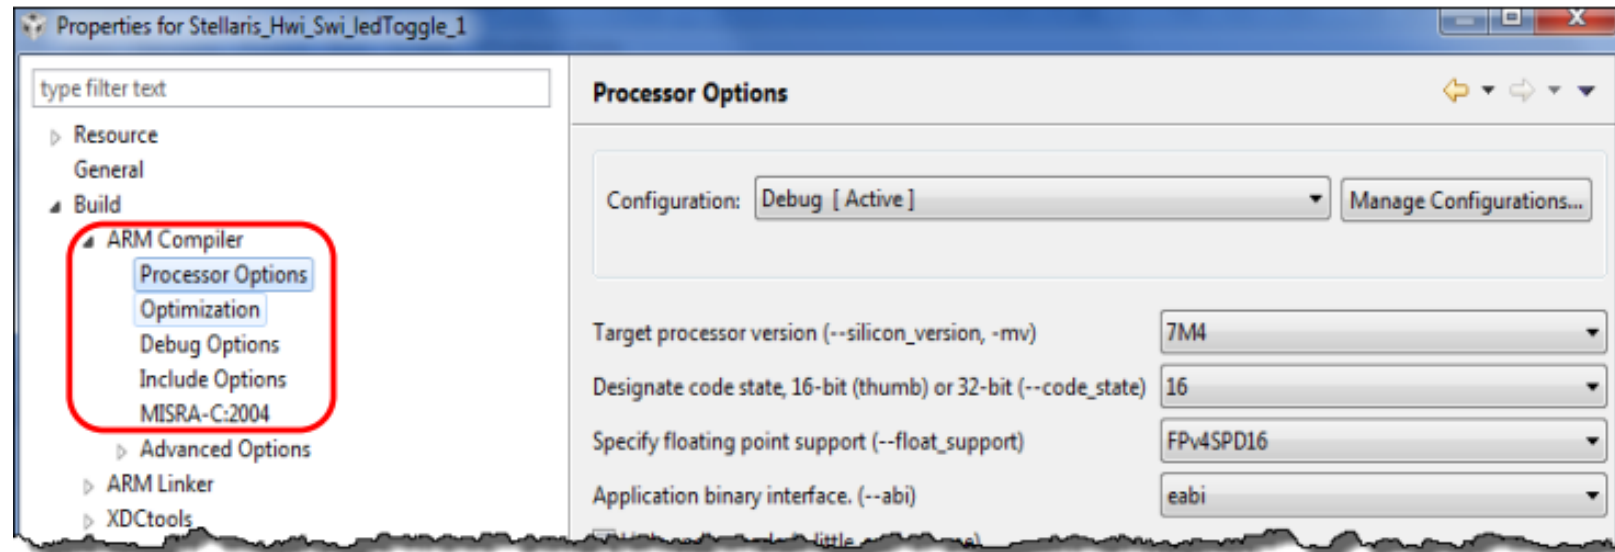 Properties for Stellaris_Hwi_Swi_ledToggle_1
type filter text
Resource
General
Build
ARM Compiler
Processor Options
Optimization
Debug Options
Include Options
MISRA-C:2004
Advanced Options
ARM Linker
XDCtools
Processor Options
Configuration: Debug [ Active ] Manage Configurations...
Target processor version (--silicon_version, -mv) 7M4
Designate code state, 16-bit (thumb) or 32-bit (--code_state) 16
Specify floating point support (--float_support) FPv4SPD16
Application binary interface. (--abi) eabi
little